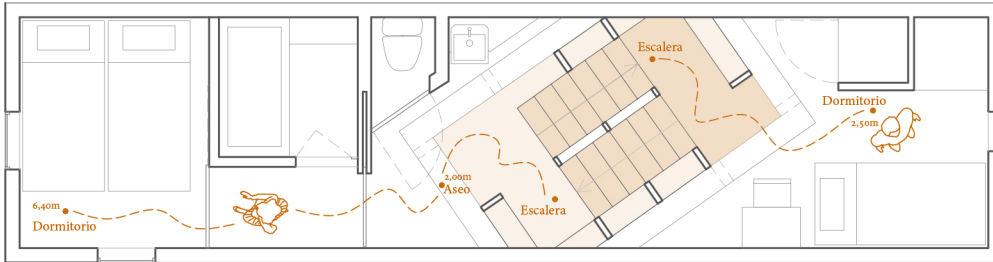 6,40m
Dormitorio
2,00m
Aseo
Escalera
Escalera
Dormitorio
2,50m